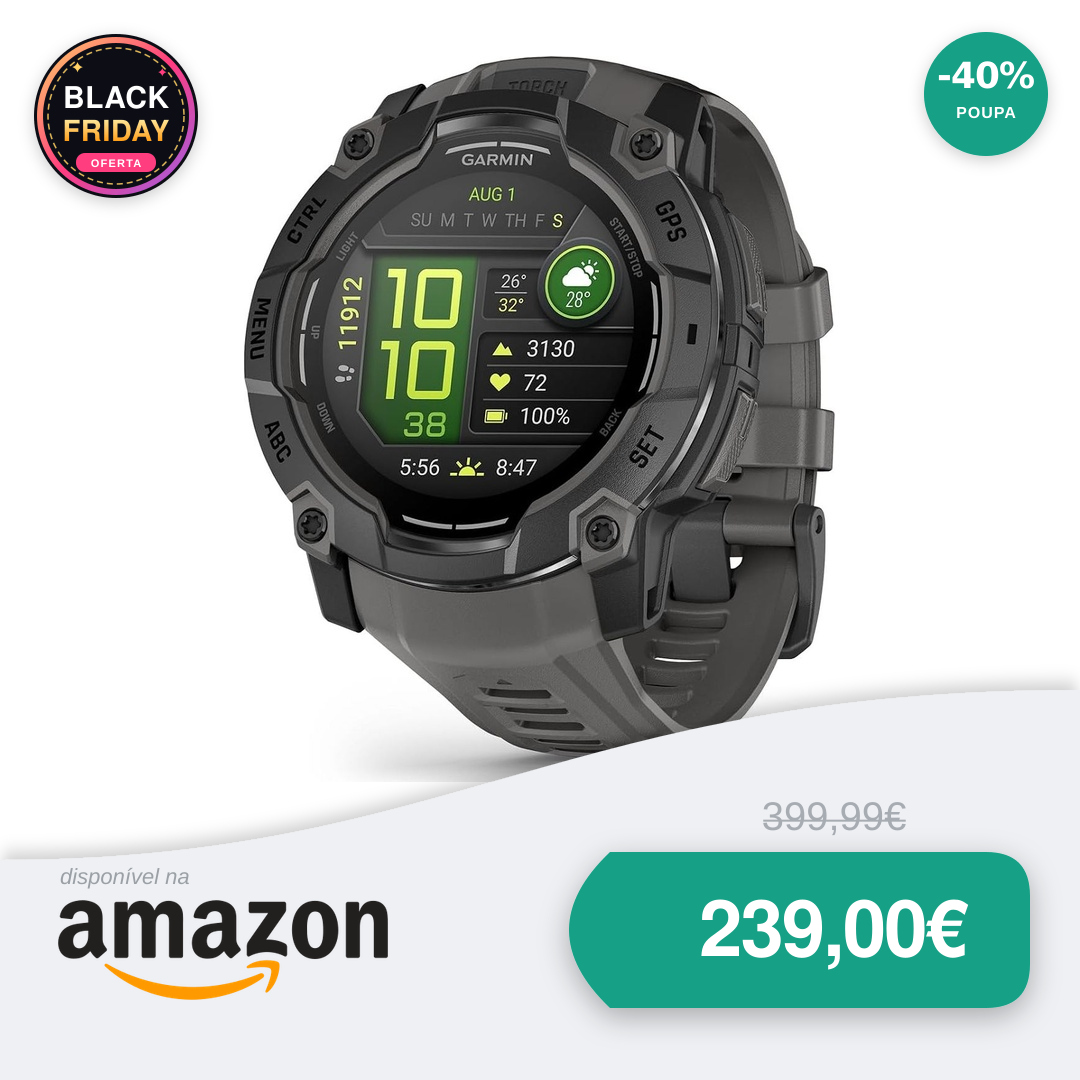 BLACK
FRIDAY
OFERTA
-40%
POUPA
TORCH
GARMIN
CTRL
GPS
LIGHT
START/STOP
MENU
UP
ABC
DOWN
BACK
SET
AUG 1
SU M T W TH F S
11912
10
10
38
26°
32°
28°
3130
72
100%
5:56 8:47
399,99€
disponível na
amazon
239,00€